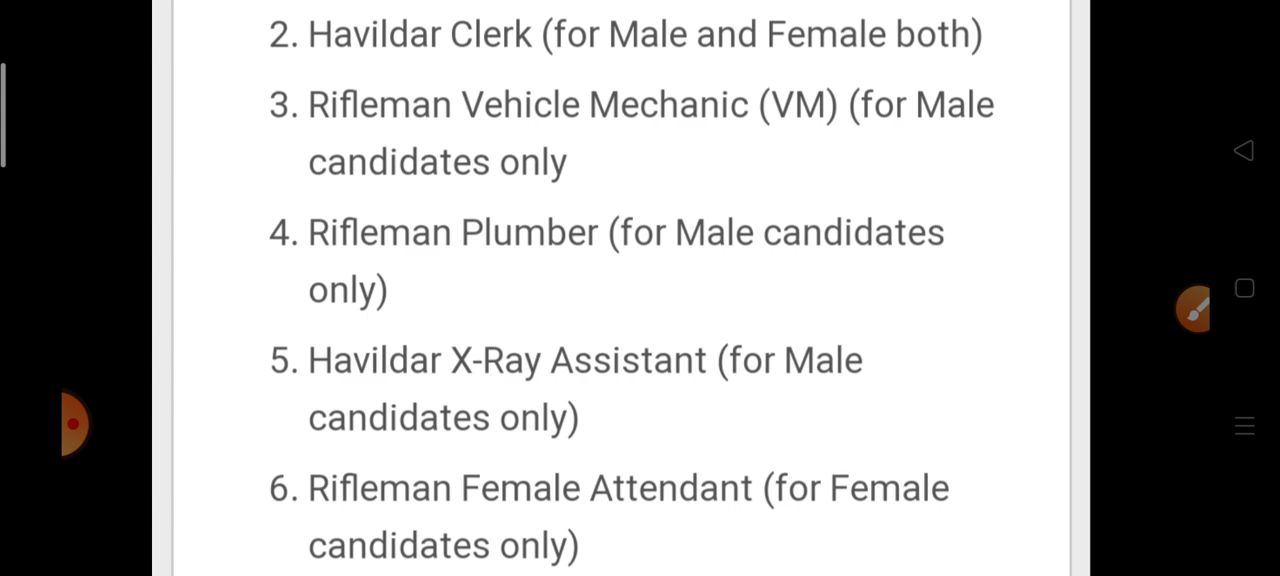 2. Havildar Clerk (for Male and Female both)
3. Rifleman Vehicle Mechanic (VM) (for Male
candidates only
4. Rifleman Plumber (for Male candidates
only)
5. Havildar X-Ray Assistant (for Male
candidates only)
6. Rifleman Female Attendant (for Female
candidates only)